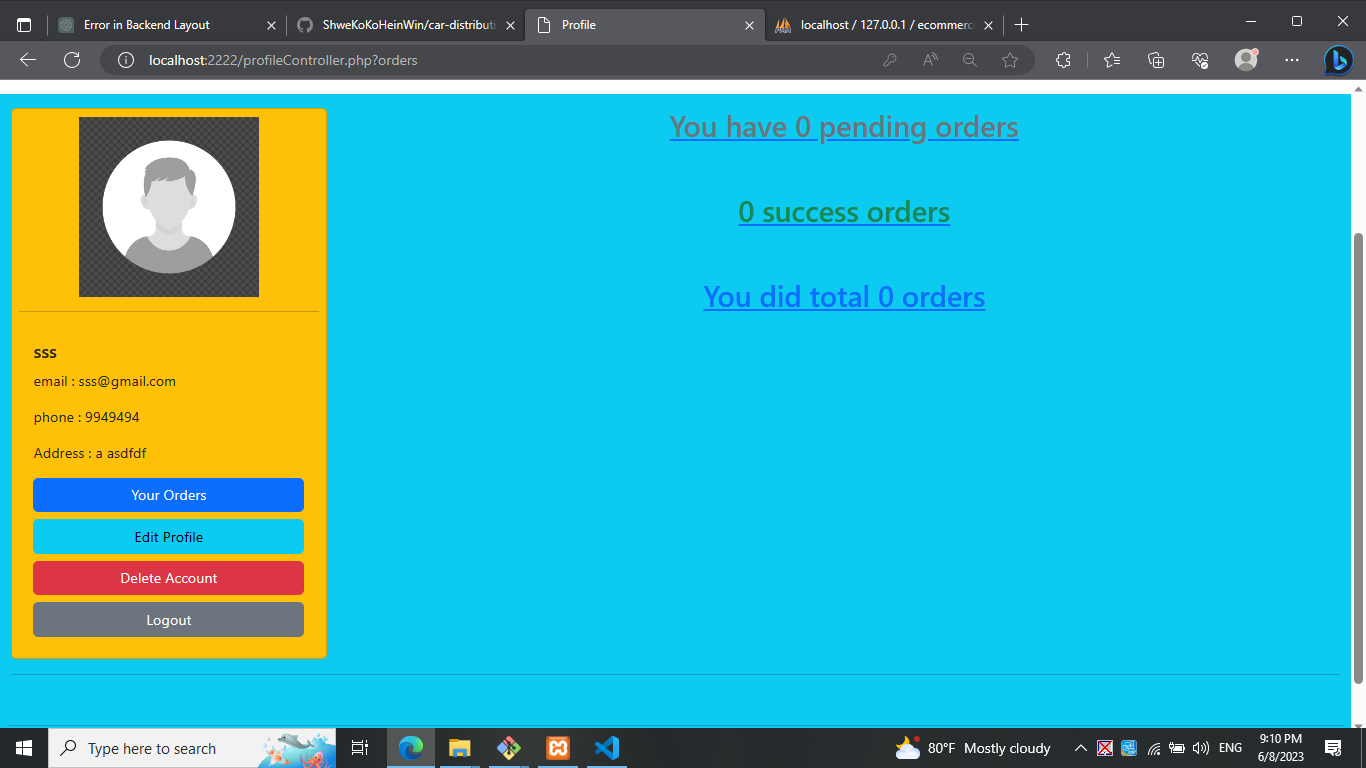 Error in Backend Layout
ShweKoKoHeinWin/car-distributi
Profile
localhost / 127.0.0.1 / ecommerc
localhost:2222/profileController.php?orders
You have 0 pending orders
0 success orders
You did total 0 orders
sss
email : sss@gmail.com
phone : 9949494
Address : a asdfdf
Your Orders
Edit Profile
Delete Account
Logout
Type here to search
80°F Mostly cloudy
ENG
9:10 PM
6/8/2023